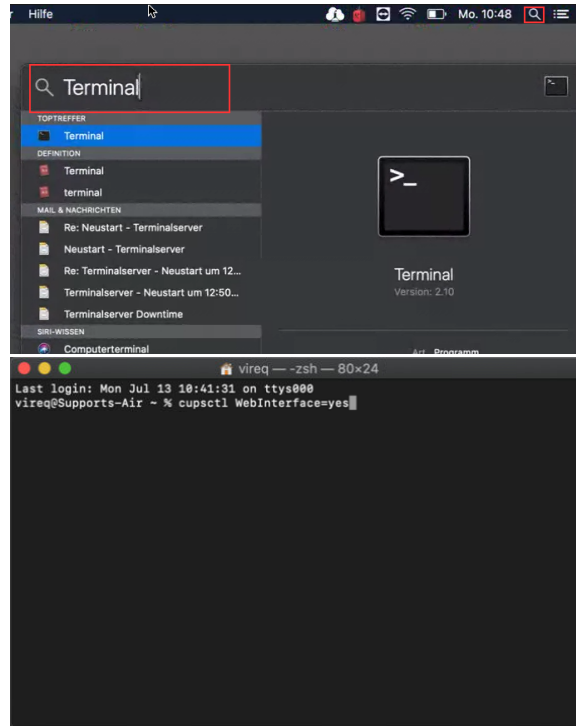 Hilfe
Mo. 10:48
Terminal
TOPTREFFER
Terminal
DEFINITION
Terminal
terminal
MAIL & NACHRICHTEN
Re: Neustart - Terminalserver
Neustart - Terminalserver
Re: Terminalserver - Neustart um 12...
Terminalserver - Neustart um 12:50...
Terminalserver Downtime
SIRI-WISSEN
Computerterminal
>_
Terminal
Version: 2.10
Art Programm
vireq — -zsh — 80×24
Last login: Mon Jul 13 10:41:31 on ttys000
vireq@Supports-Air ~ % cupsctl WebInterface=yes